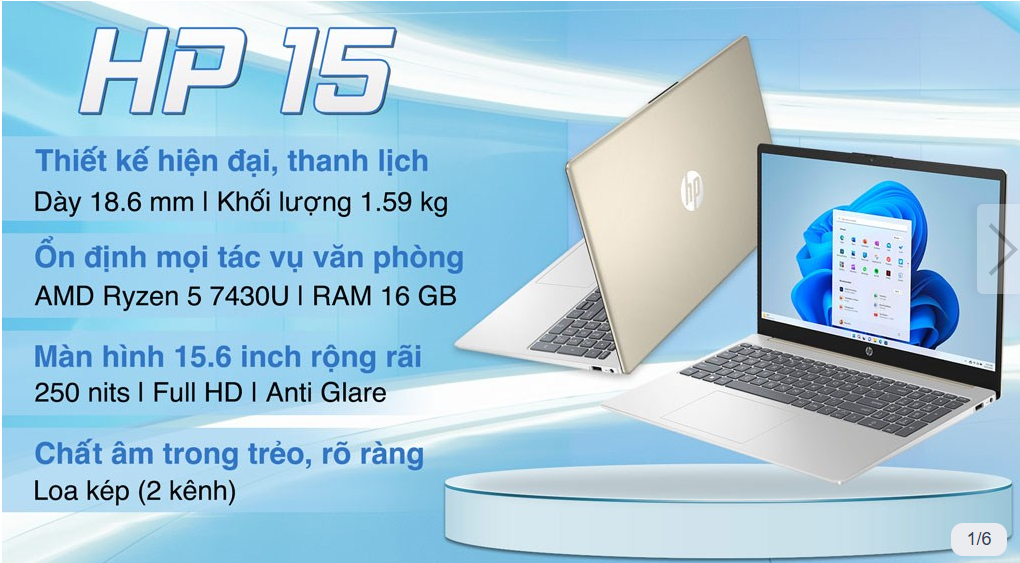 HP 15
Thiết kế hiện đại, thanh lịch
Dày 18.6 mm | Khối lượng 1.59 kg
Ổn định mọi tác vụ văn phòng
AMD Ryzen 5 7430U | RAM 16 GB
Màn hình 15.6 inch rộng rãi
250 nits | Full HD | Anti Glare
Chất âm trong trẻo, rõ ràng
Loa kép (2 kênh)
hp
hp
1/6